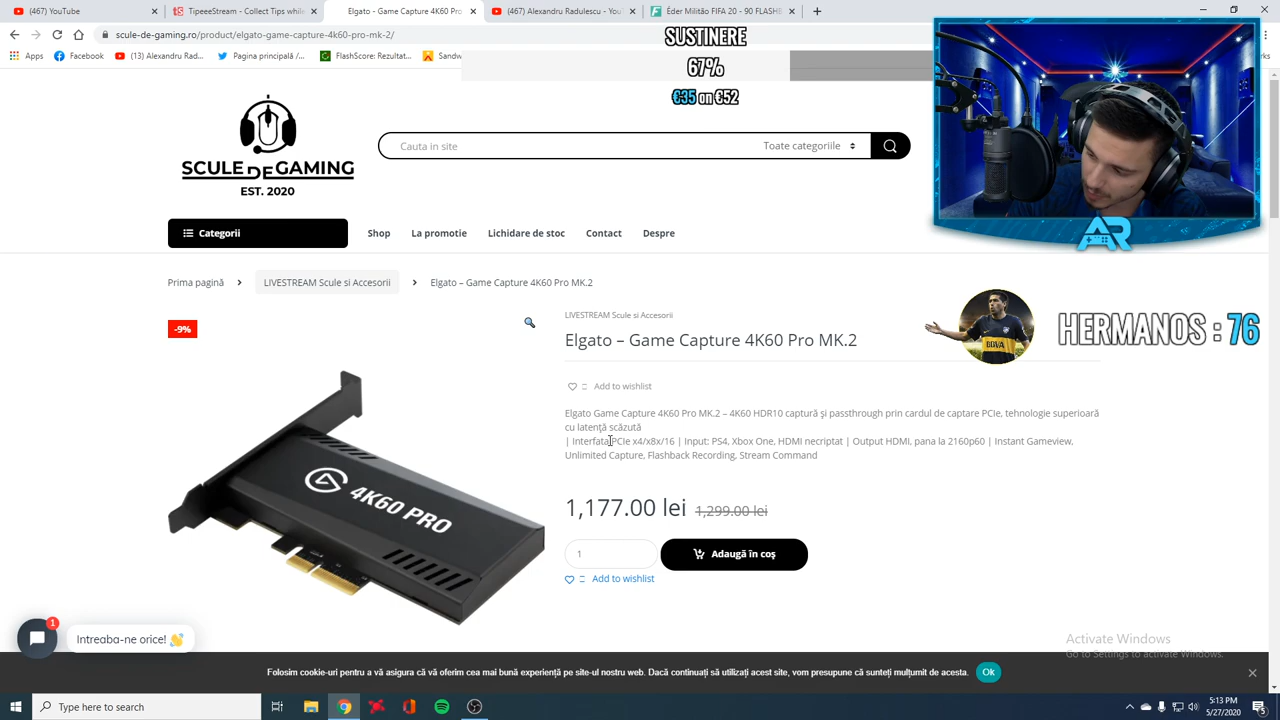 (467) YouTube
TipeeeStream - Collect Tips while
Elgato - Game Capture 4K60 Pro
(467) Alexandru Radu - YouTube
Éder Militão FIFA 20 - 90 FLASHB
scule-de-gaming.ro/product/elgato-game-capture-4k60-pro-mk-2/
Apps
Facebook
(13) Alexandru Rad...
Pagina principală /...
FlashScore: Rezultat...
Sandw
SUSTINERE
67%
€35 on €52
SCULE DE GAMING
EST. 2020
Cauta in site
Toate categoriile
AR
Categorii
Shop
La promotie
Lichidare de stoc
Contact
Despre
Prima pagină
LIVESTREAM Scule si Accesorii
Elgato – Game Capture 4K60 Pro MK.2
-9%
LIVESTREAM Scule si Accesorii
Elgato – Game Capture 4K60 Pro MK.2
HERMANOS : 76
Add to wishlist
Elgato Game Capture 4K60 Pro MK.2 – 4K60 HDR10 captură și passthrough prin cardul de captare PCIe, tehnologie superioară
cu latență scăzută
| Interfata PCIe x4/x8x/16 | Input: PS4, Xbox One, HDMI necriptat | Output HDMI, pana la 2160p60 | Instant Gameview,
Unlimited Capture, Flashback Recording, Stream Command
4K60 PRO
1,177.00 lei 1,299.00 lei
1
Adaugă în coș
Add to wishlist
Intreaba-ne orice! 👋
1
Activate Windows
Go to Settings to activate Windows.
Folosim cookie-uri pentru a vă asigura că vă oferim cea mai bună experiență pe site-ul nostru web. Dacă continuați să utilizați acest site, vom presupune că sunteți mulțumit de acesta.
Ok
Type here to search
5:13 PM
5/27/2020
5